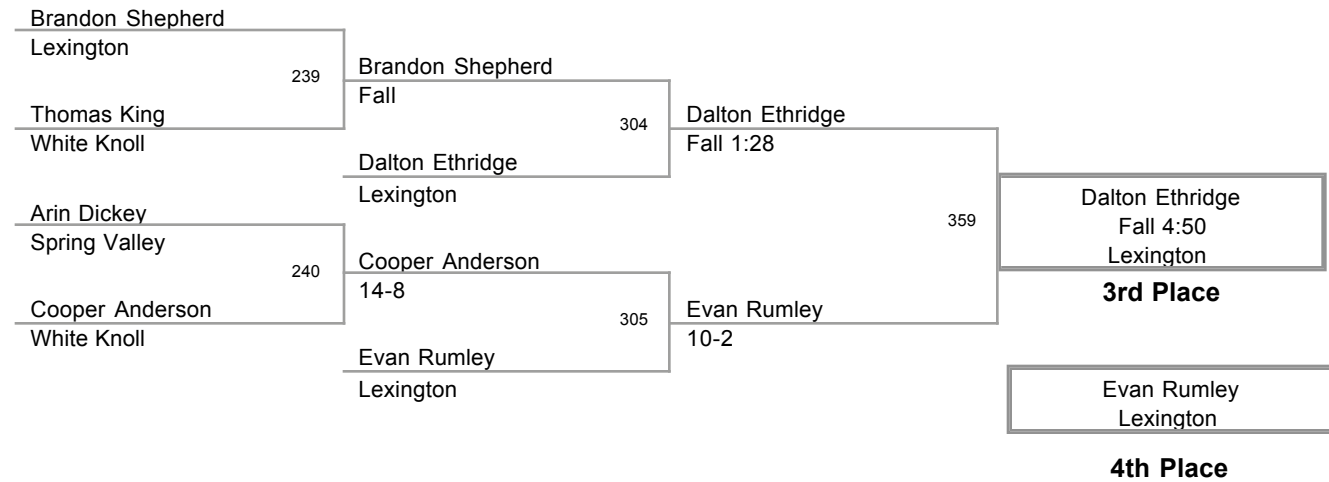 Brandon Shepherd
Lexington
239
Thomas King
White Knoll
Arin Dickey
Spring Valley
240
Cooper Anderson
White Knoll
Brandon Shepherd
Fall
304
Dalton Ethridge
Lexington
Cooper Anderson
14-8
305
Evan Rumley
Lexington
Dalton Ethridge
Fall 1:28
359
Evan Rumley
10-2
Dalton Ethridge
Fall 4:50
Lexington
3rd Place
Evan Rumley
Lexington
4th Place